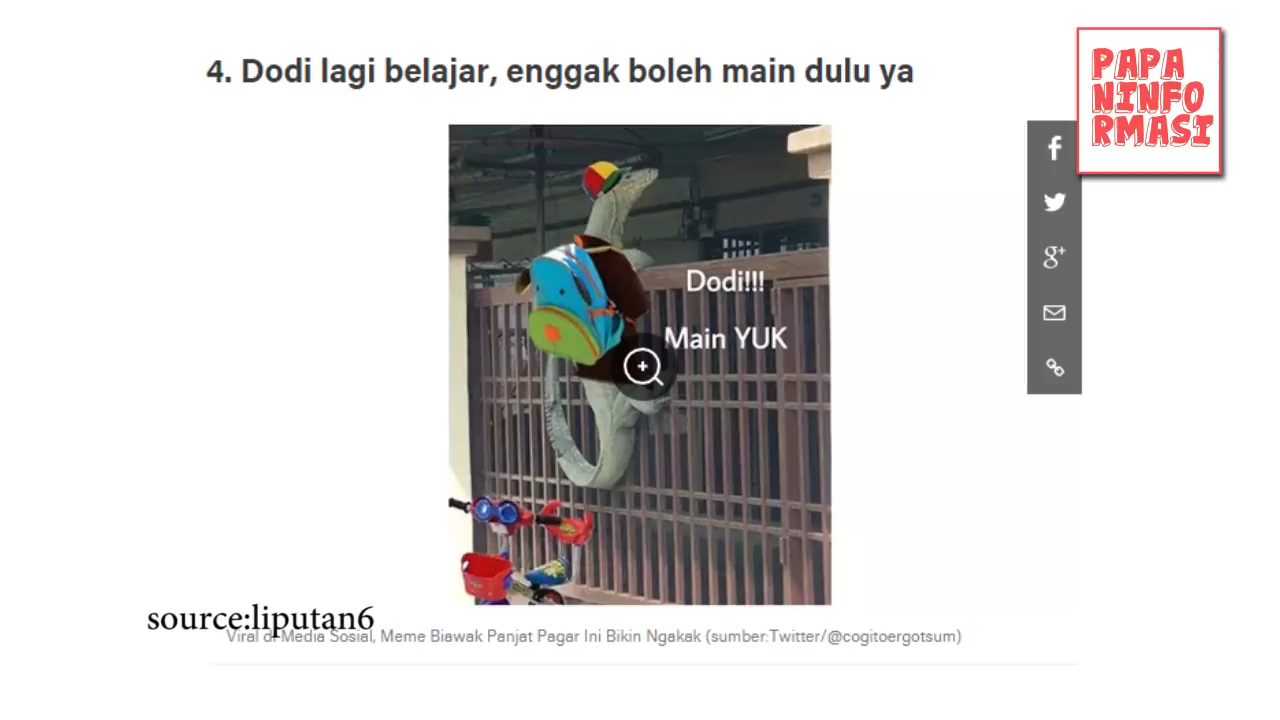 4. Dodi lagi belajar, enggak boleh main dulu ya
PAPA
NINFO
RMASI
f
g+
Dodi!!!
Main YUK
source:liputan6
Viral di Media Sosial, Meme Biawak Panjat Pagar Ini Bikin Ngakak (sumber:Twitter/@cogitoergotsum)